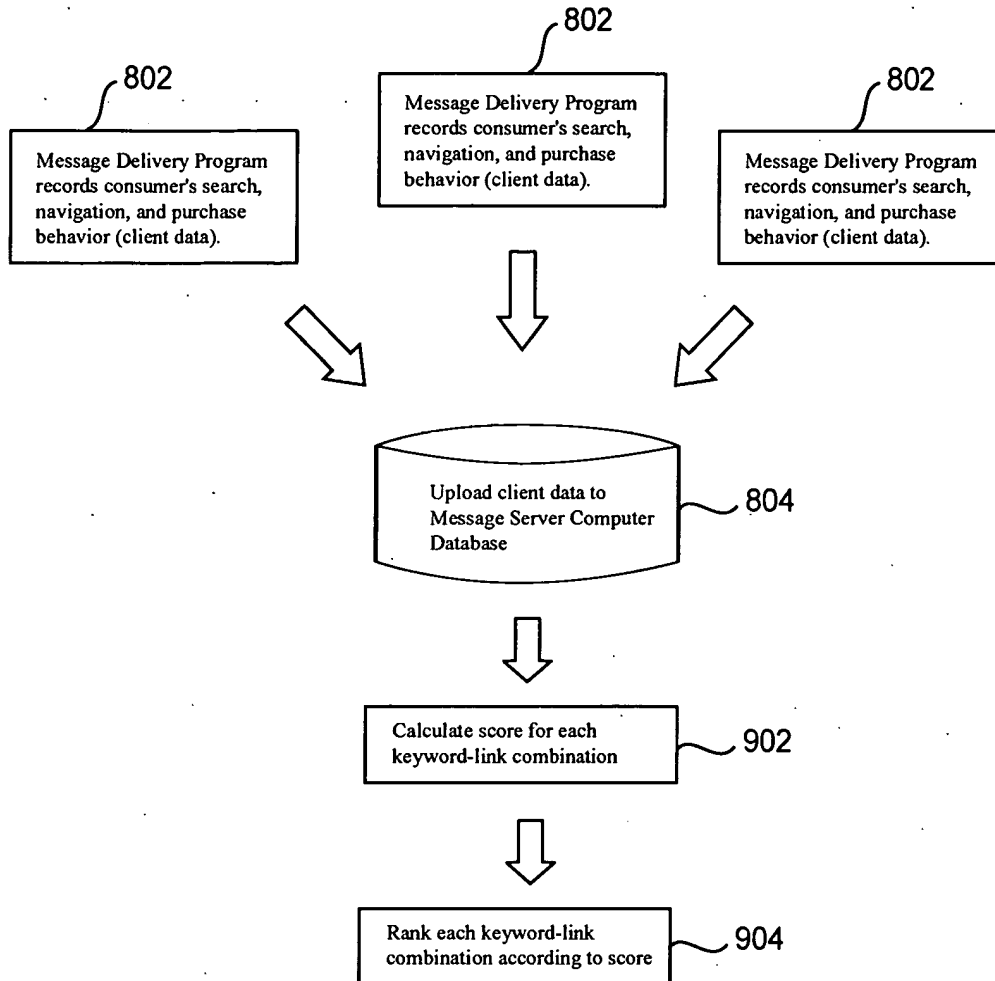 802
Message Delivery Program
records consumer's search,
navigation, and purchase
behavior (client data).
802
Message Delivery Program
records consumer's search,
navigation, and purchase
behavior (client data).
802
Message Delivery Program
records consumer's search,
navigation, and purchase
behavior (client data).
Upload client data to
Message Server Computer
Database
804
Calculate score for each
keyword-link combination
902
Rank each keyword-link
combination according to score
904